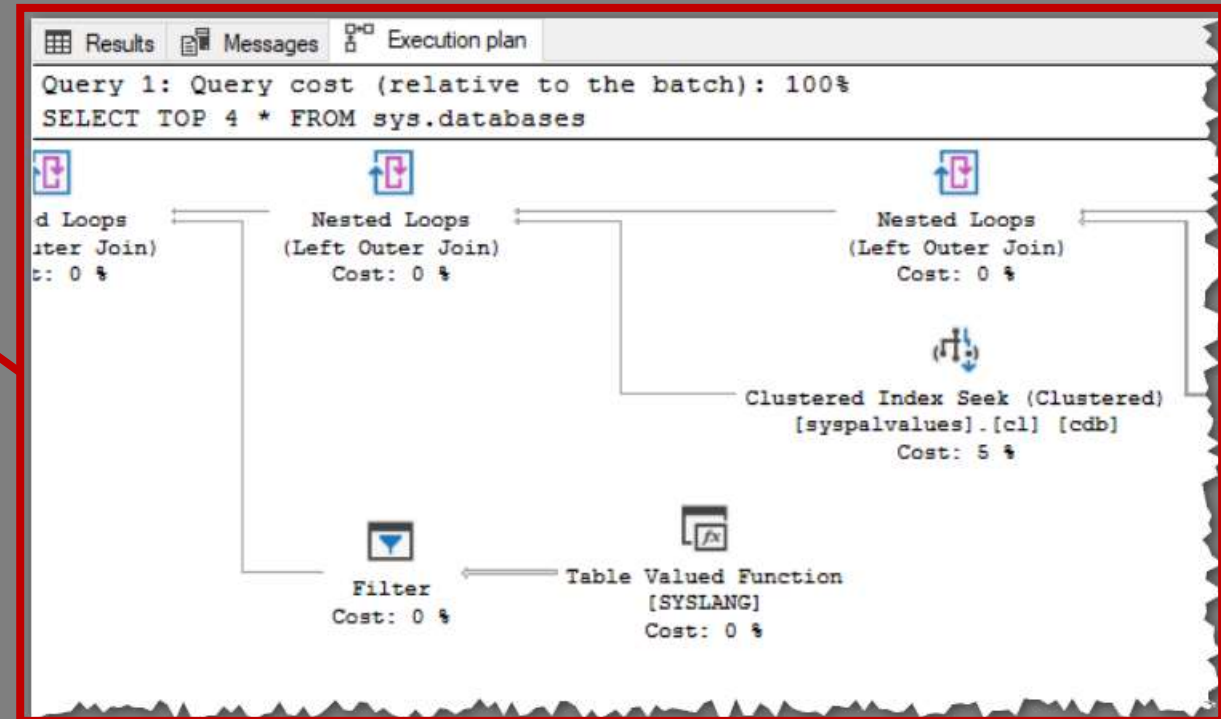 Results Messages Execution plan
Query 1: Query cost (relative to the batch): 100%
SELECT TOP 4 * FROM sys.databases
d Loops Nested Loops Nested Loops
uter Join) (Left Outer Join) (Left Outer Join)
t: 0 % Cost: 0 % Cost: 0 %
Clustered Index Seek (Clustered)
[syspalvalues].[cl] [cdb]
Cost: 5 %
Filter
Cost: 0 %
Table Valued Function
[SYSLANG]
Cost: 0 %